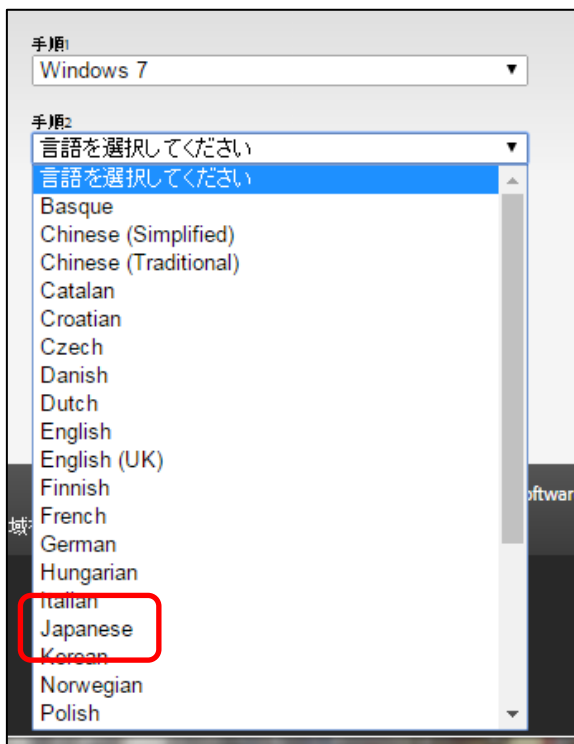 手順1
Windows 7
手順2
言語を選択してください
言語を選択してください
Basque
Chinese (Simplified)
Chinese (Traditional)
Catalan
Croatian
Czech
Danish
Dutch
English
English (UK)
Finnish
French
German
Hungarian
Italian
Japanese
Korean
Norwegian
Polish
域
oftwar